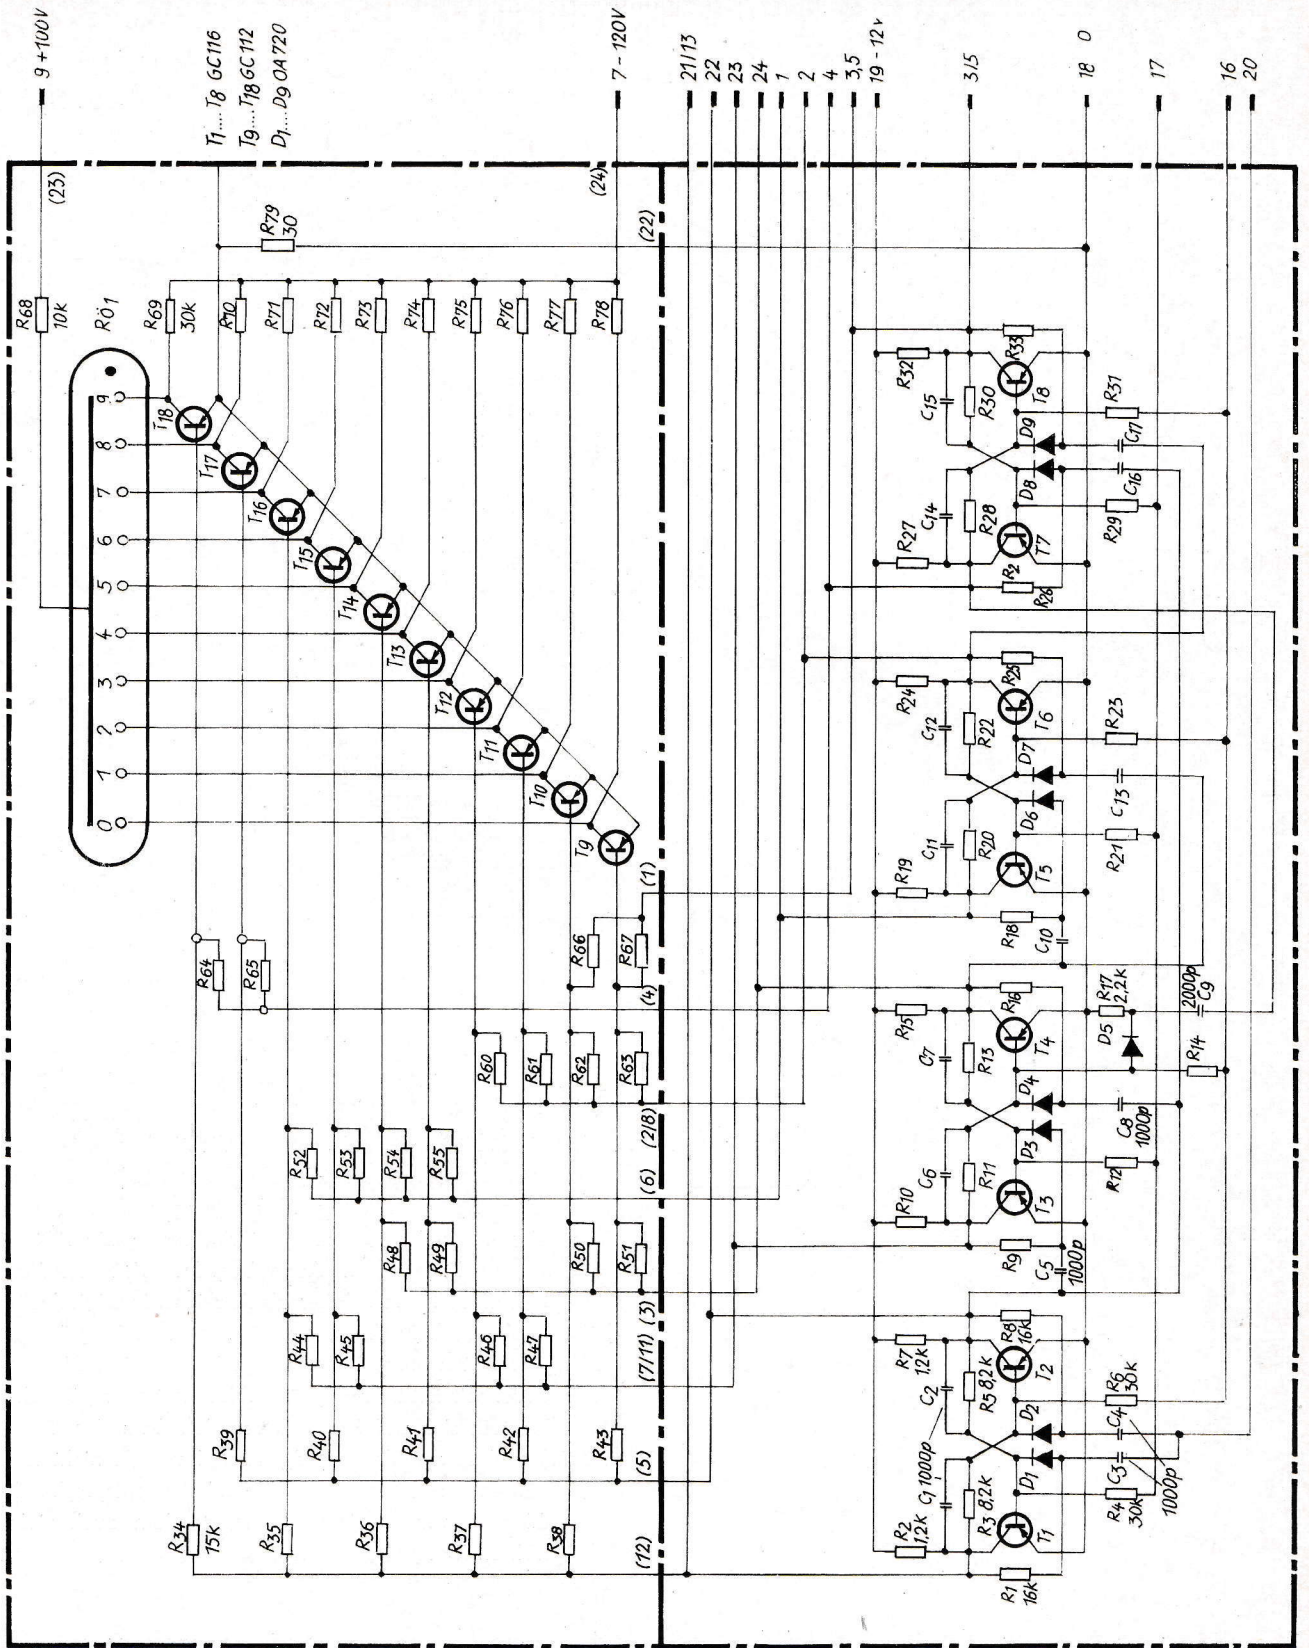 9 +100V
T1....T8 GC116
T9....T18 GC112
D1....D9 OA720
7 - 120V
21/13
22
23
24
1
2
4
3,5
19 - 12v
3/5
18 0
17
16
20
(23)
(24)
(22)
R68
10k
Rö1
R79
30
R69
30k
R70
R71
R72
R73
R74
R75
R76
R77
R78
9
8
7
6
5
4
3
2
1
0
T18
T17
T16
T15
T14
T13
T12
T11
T10
T9
(1)
R64
R65
R66
R67
(4)
R60
R61
R62
R63
(2/8)
R52
R53
R54
R55
(6)
R48
R49
R50
R51
(3)
R44
R45
R46
R47
(7/11)
R39
R40
R41
R42
R43
(5)
R34
15k
R35
R36
R37
R38
(12)
R32
C15
R30
R33
T8
D9
R31
C17
R27
C14
R28
D8
C16
R29
T7
R2
R26
R24
C12
R22
R25
T6
D7
R23
C13
R19
C11
R20
D6
R21
T5
R18
C10
R15
C7
R13
R16
T4
D4
R17
2,2k
D5
2000p
C9
R14
C8
1000p
R10
C6
R11
D3
R12
T3
R9
C5
1000p
R7
1,2k
C2
R5 8,2k
R8
16k
T2
D2
R6
30k
C4
R2
1,2k
C1 1000p
R3 8,2k
D1
C3
1000p
R4
30k
T1
R1
16k